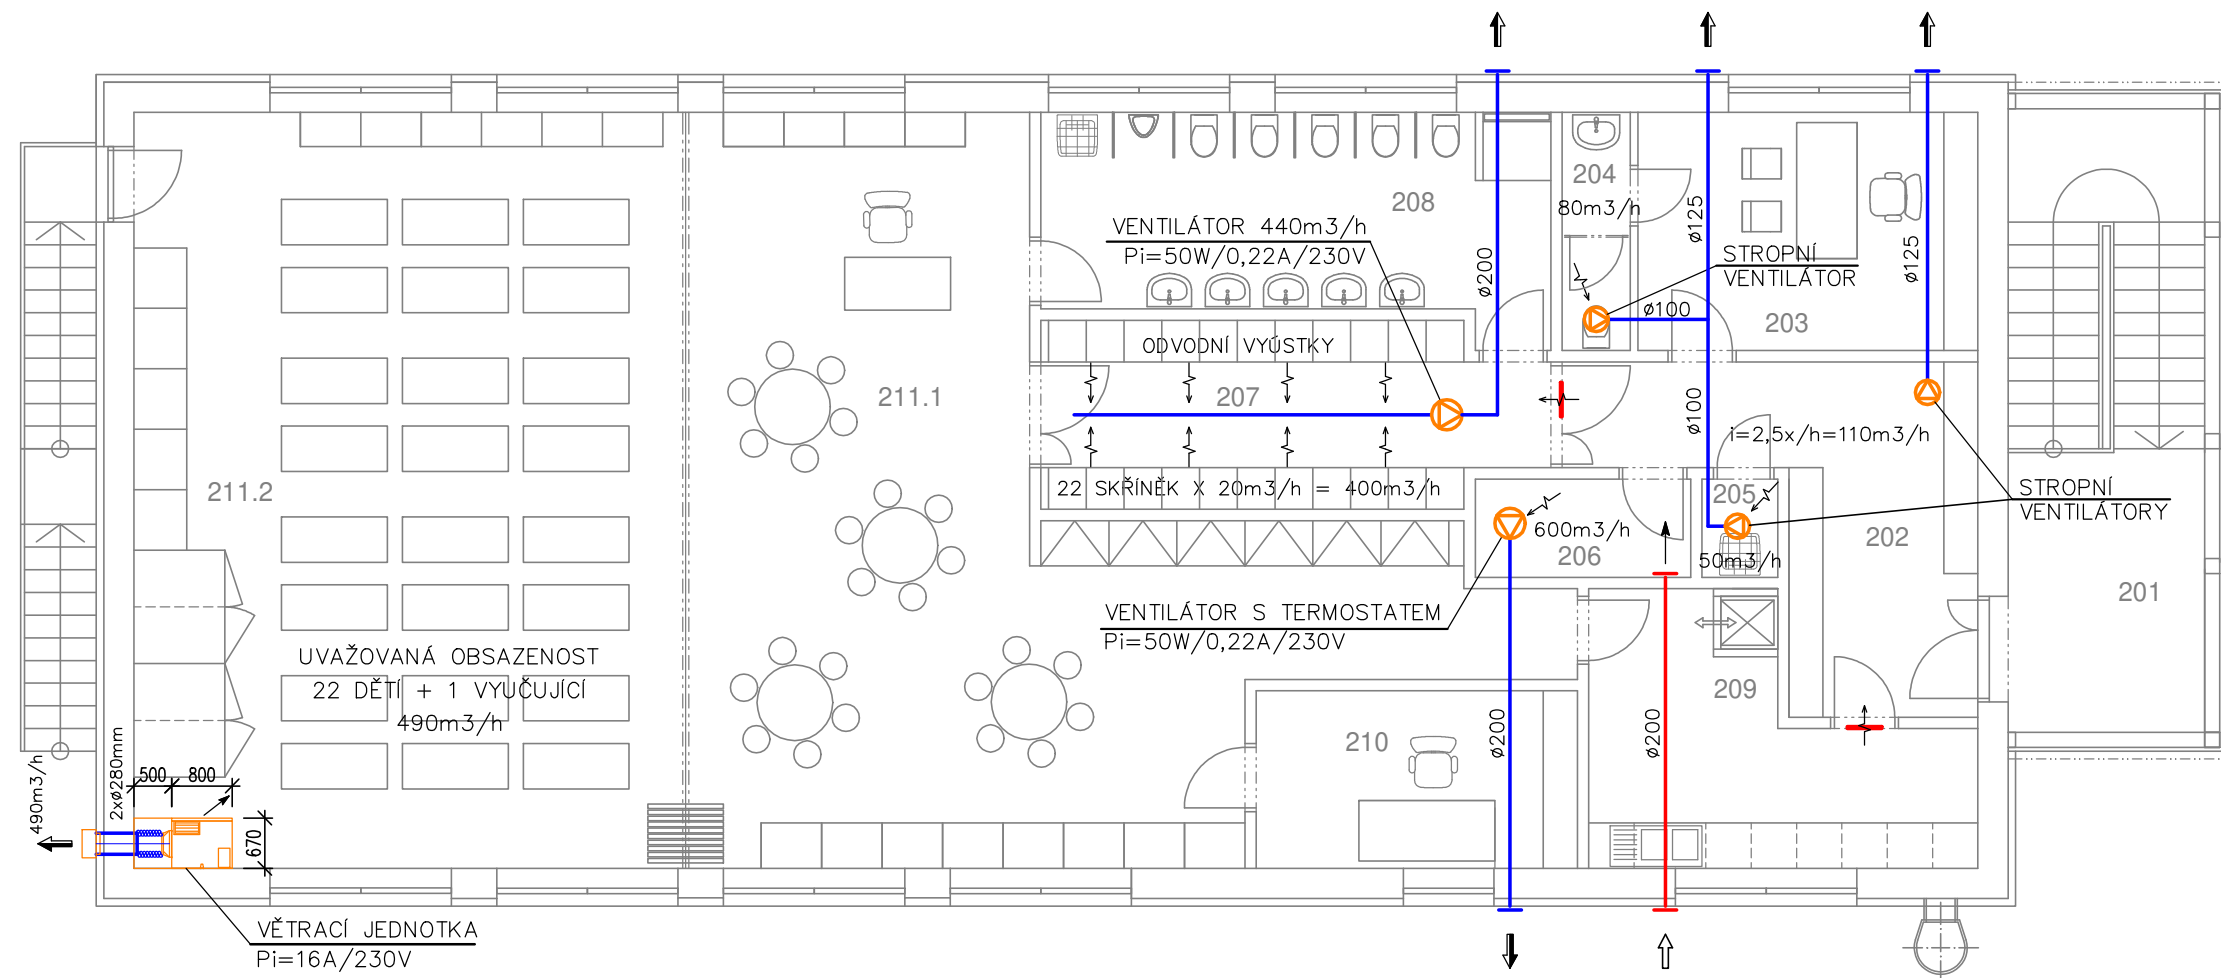 204
80m3/h
208
VENTILÁTOR 440m3/h
Pi=50W/0,22A/230V
ø200
ø125
STROPNÍ
VENTILÁTOR
ø125
ø100
203
ODVODNÍ VYÚSTKY
211.1
207
ø100
i=2,5x/h=110m3/h
211.2
22 SKŘÍNĚK X 20m3/h = 400m3/h
205
STROPNÍ
VENTILÁTORY
600m3/h
206
50m3/h
202
201
VENTILÁTOR S TERMOSTATEM
Pi=50W/0,22A/230V
UVAŽOVANÁ OBSAZENOST
22 DĚTÍ + 1 VYUČUJÍCÍ
490m3/h
209
210
ø200
ø200
490m3/h
2xø280mm
500
800
670
VĚTRACÍ JEDNOTKA
Pi=16A/230V